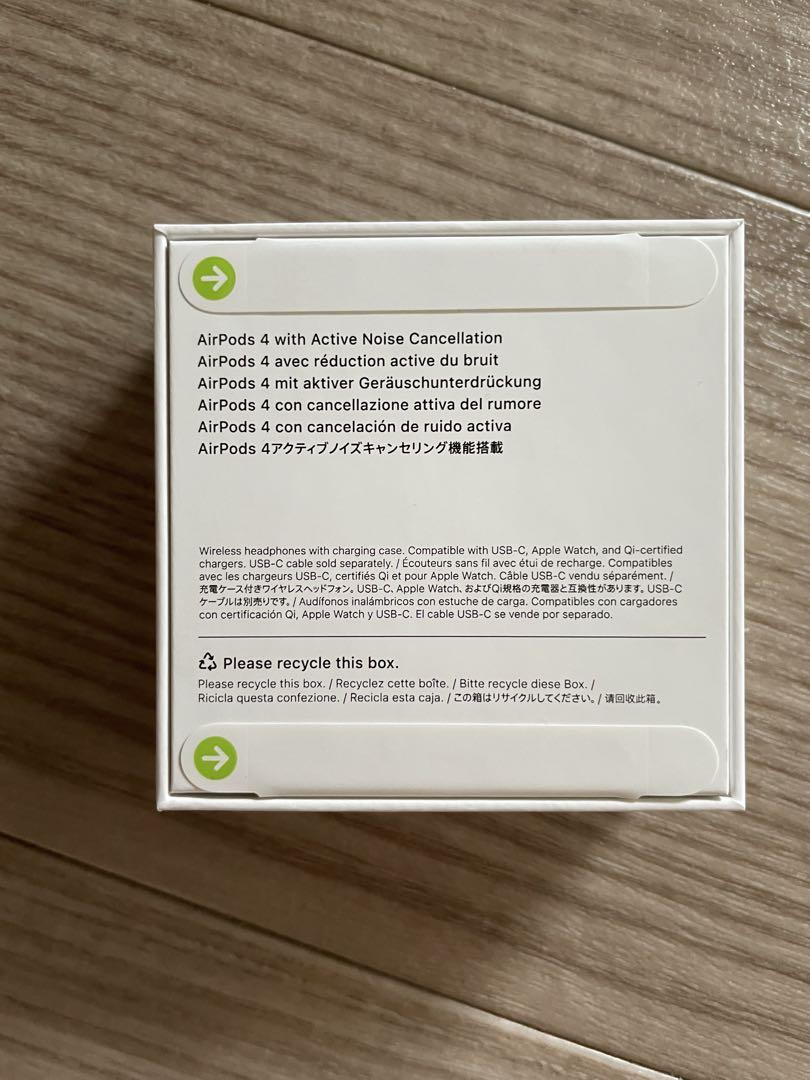 AirPods 4 with Active Noise Cancellation
AirPods 4 avec réduction active du bruit
AirPods 4 mit aktiver Geräuschunterdrückung
AirPods 4 con cancellazione attiva del rumore
AirPods 4 con cancelación de ruido activa
AirPods 4アクティブノイズキャンセリング機能搭載
Wireless headphones with charging case. Compatible with USB-C, Apple Watch, and Qi-certified
chargers. USB-C cable sold separately. / Écouteurs sans fil avec étui de recharge. Compatibles
avec les chargeurs USB-C, certifiés Qi et pour Apple Watch. Câble USB-C vendu séparément. /
充電ケース付きワイヤレスヘッドフォン。USB-C、Apple Watch、およびQi規格の充電器と互換性があります。USB-C
ケーブルは別売りです。/ Audífonos inalámbricos con estuche de carga. Compatibles con cargadores
con certificación Qi, Apple Watch y USB-C. El cable USB-C se vende por separado.
Please recycle this box.
Please recycle this box. / Recyclez cette boîte. / Bitte recycle diese Box. /
Ricicla questa confezione. / Recicla esta caja. / この箱はリサイクルしてください。/ 请回收此箱。